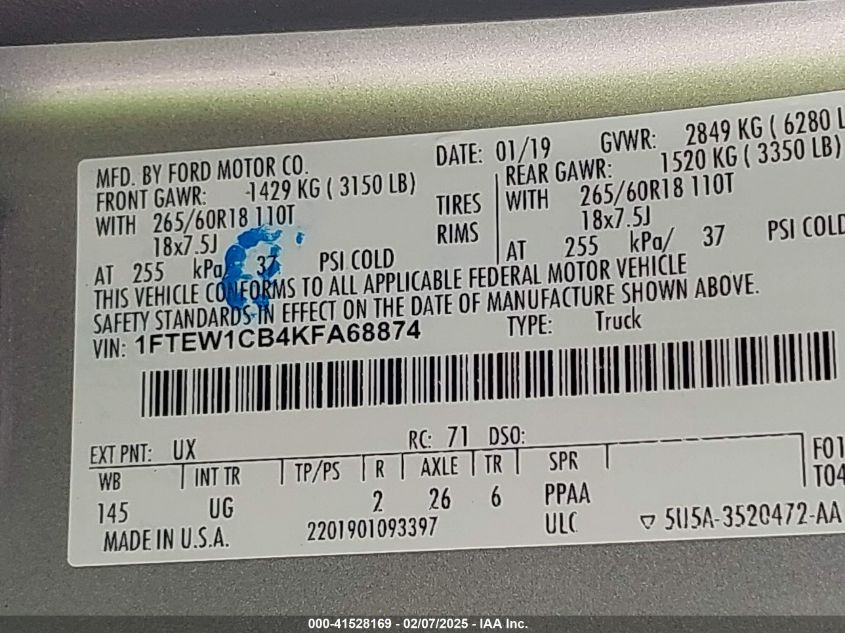 MFD. BY FORD MOTOR CO.
DATE: 01/19
GVWR: 2849 KG ( 6280 L
FRONT GAWR: 1429 KG ( 3150 LB)
REAR GAWR: 1520 KG ( 3350 LB)
WITH 265/60R18 110T
TIRES
WITH 265/60R18 110T
18x7.5J
RIMS
18x7.5J
AT 255 kPa/ 37 PSI COLD
AT 255 kPa/ 37 PSI COLD
THIS VEHICLE CONFORMS TO ALL APPLICABLE FEDERAL MOTOR VEHICLE
SAFETY STANDARDS IN EFFECT ON THE DATE OF MANUFACTURE SHOWN ABOVE.
VIN: 1FTEW1CB4KFA68874
TYPE: Truck
EXT PNT: UX
RC: 71 DSO:
WB INT TR TP/PS R AXLE TR SPR
F01
T04
145 UG 2 26 6 PPAA
MADE IN U.S.A.
2201901093397
ULC
5U5A-3520472-AA
000-41528169 - 02/07/2025 - IAA Inc.